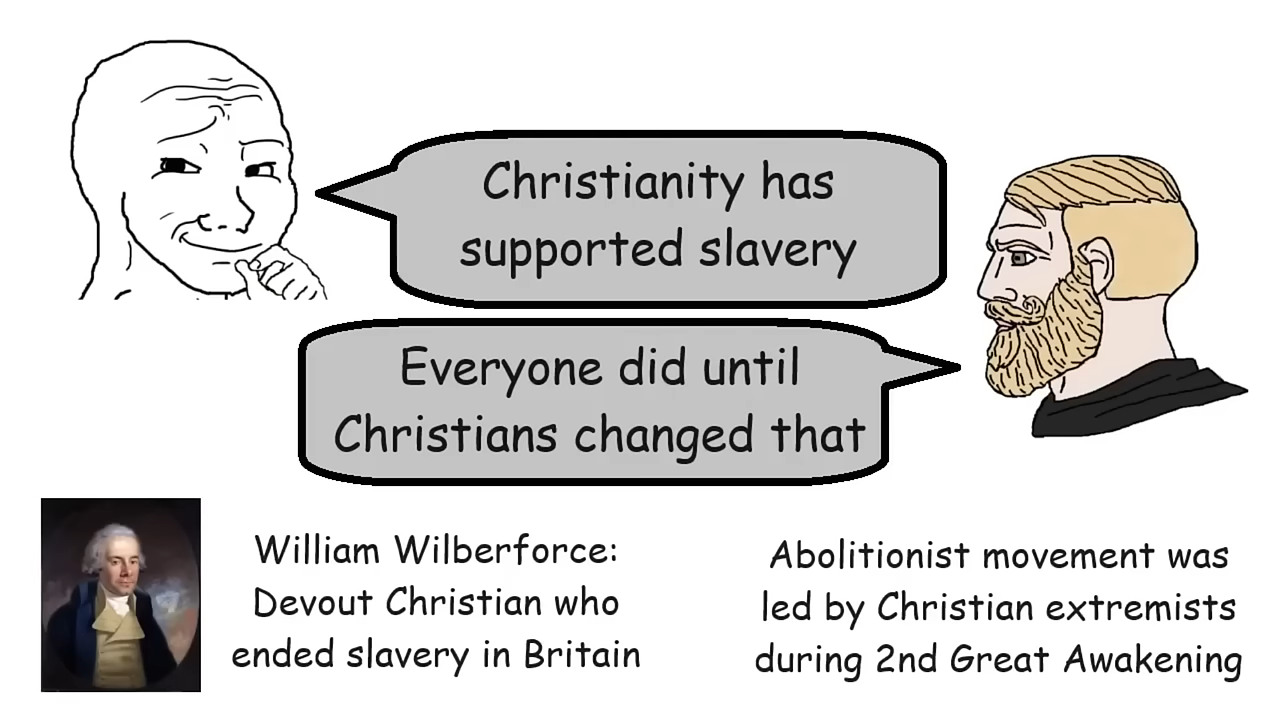 Christianity has
supported slavery
Everyone did until
Christians changed that
William Wilberforce:
Devout Christian who
ended slavery in Britain
Abolitionist movement was
led by Christian extremists
during 2nd Great Awakening